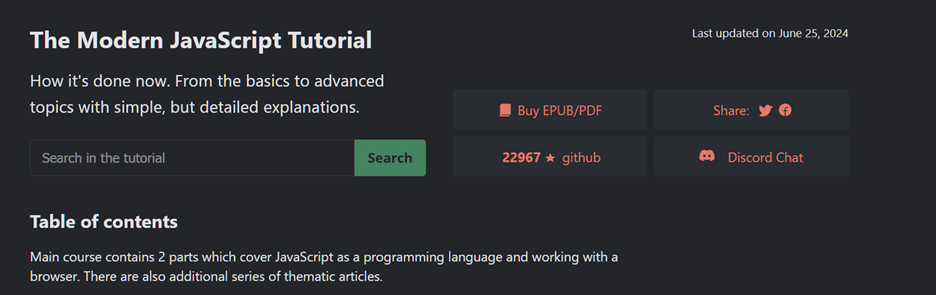 The Modern JavaScript Tutorial
Last updated on June 25, 2024
How it's done now. From the basics to advanced
topics with simple, but detailed explanations.
Buy EPUB/PDF
Share:
Search in the tutorial
Search
22967 ★ github
Discord Chat
Table of contents
Main course contains 2 parts which cover JavaScript as a programming language and working with a
browser. There are also additional series of thematic articles.